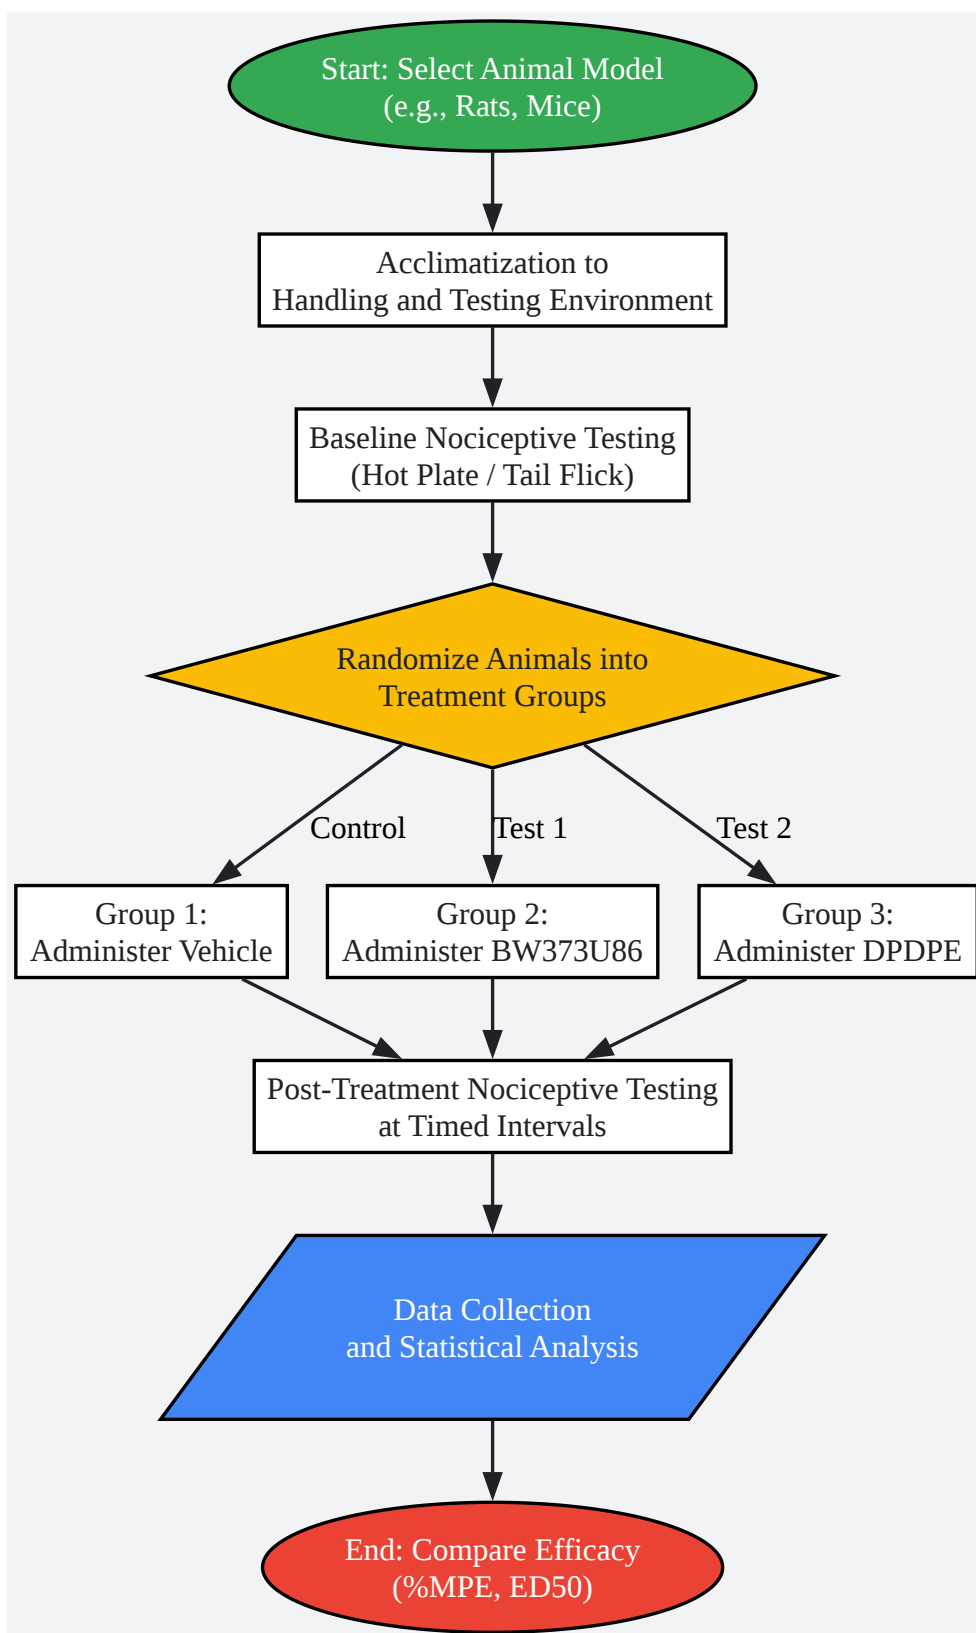 Start: Select Animal Model
(e.g., Rats, Mice)
Acclimatization to
Handling and Testing Environment
Baseline Nociceptive Testing
(Hot Plate / Tail Flick)
Randomize Animals into
Treatment Groups
Control
Test 1
Test 2
Group 1:
Administer Vehicle
Group 2:
Administer BW373U86
Group 3:
Administer DPDPE
Post-Treatment Nociceptive Testing
at Timed Intervals
Data Collection
and Statistical Analysis
End: Compare Efficacy
(%MPE, ED50)